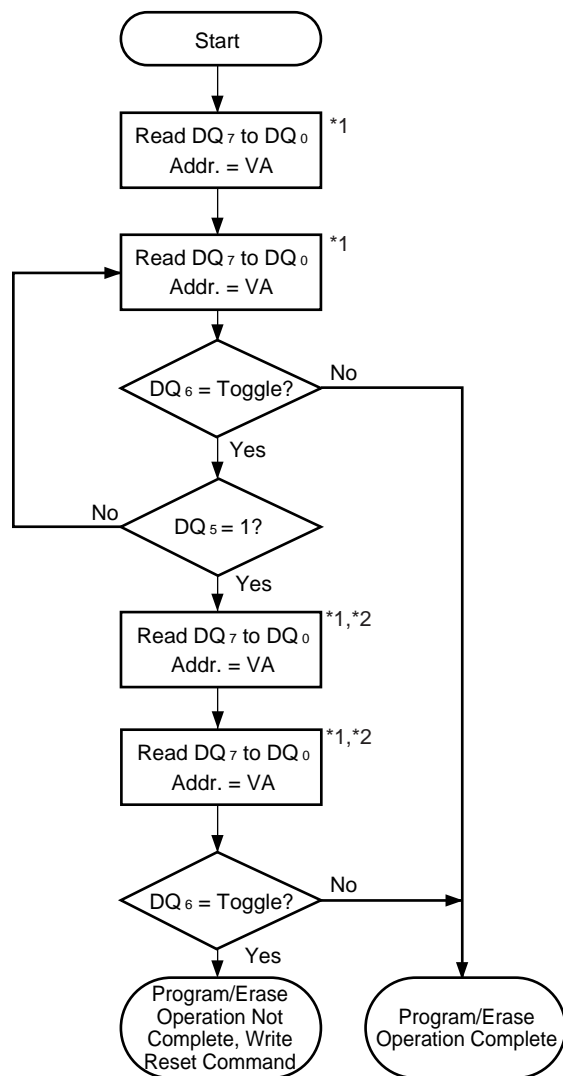 Start
Read DQ7 to DQ0
Addr. = VA
*1
Read DQ7 to DQ0
Addr. = VA
*1
DQ6 = Toggle?
No
Yes
No
DQ5 = 1?
Yes
Read DQ7 to DQ0
Addr. = VA
*1,*2
Read DQ7 to DQ0
Addr. = VA
*1,*2
DQ6 = Toggle?
No
Yes
Program/Erase
Operation Not
Complete, Write
Reset Command
Program/Erase
Operation Complete